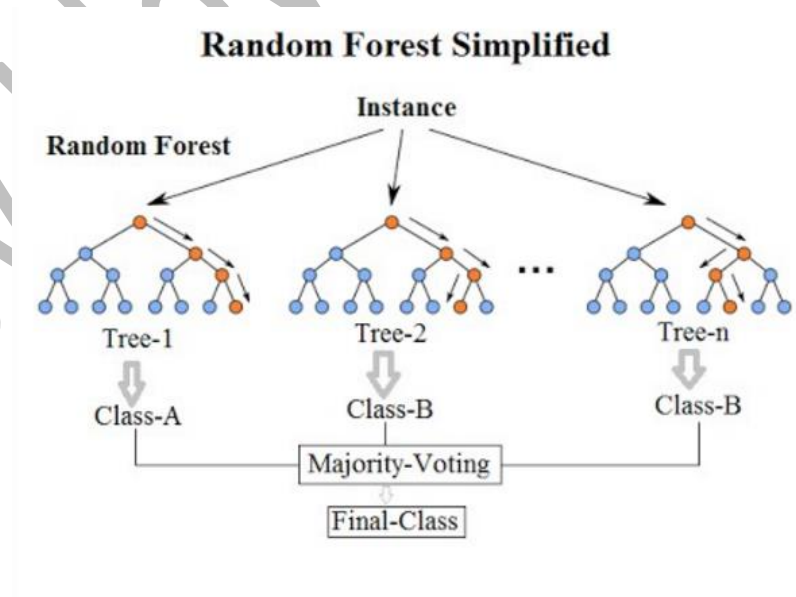 Random Forest Simplified
Instance
Random Forest
...
Tree-1
Tree-2
Tree-n
Class-A
Class-B
Class-B
Majority-Voting
Final-Class